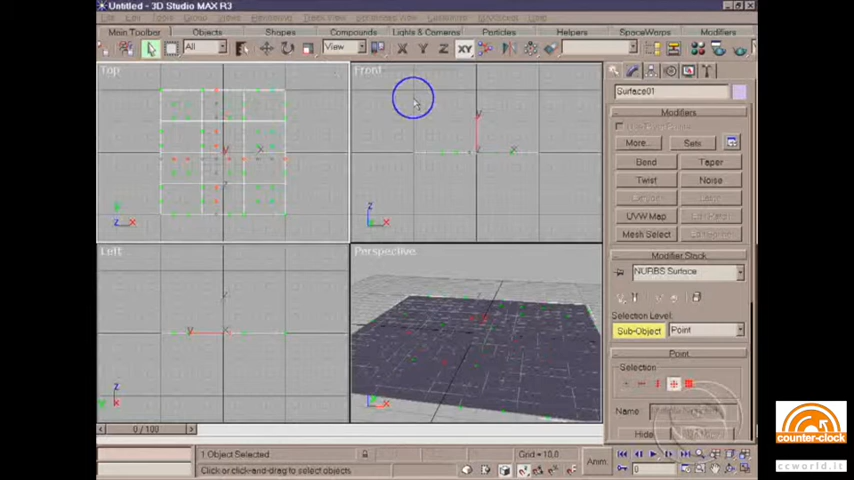 Untitled - 3D Studio MAX R3
Main Toolbar
Objects
Shapes
Compounds
Lights & Cameras
Particles
Helpers
SpaceWarps
Modifiers
All
View
X
Y
Z
XY
Top
Front
Left
Perspective
Surface01
Modifiers
More...
Sets
Bend
Taper
Twist
Noise
UVW Map
Mesh Select
Modifier Stack
NURBS Surface
Selection Level:
Sub-Object
Point
Point
Selection
Name
Hide
0 / 100
1 Object Selected
Click or click-and-drag to select objects
Grid = 10,0
Anim
0
counter-clock
ccworld.it